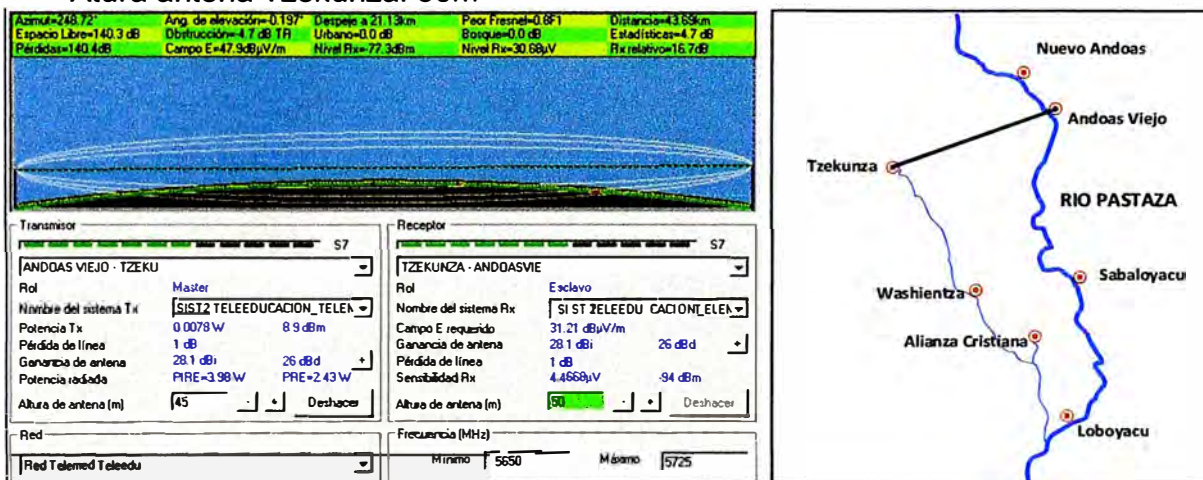 Altura antena Tzekunza: 50m
Azimut=248.72° Ang. de elevación=-0.197° Despeje a 21.13km Peor Fresnel=0.8F1 Distancia=43.69km
Espacio Libre=140.3 dB Obstrucción=-4.7 dB TR Urbano=0.0 dB Bosque=0.0 dB Estadísticas=4.7 dB
Pérdidas=140.4dB Campo E=47.9dBμV/m Nivel Rx=-77.3dBm Nivel Rx=30.68μV Rx relativo=16.7dB
Transmisor
S7
ANDOAS VIEJO - TZEKU
Rol Master
Nombre del sistema Tx SIST2 TELEEDUCACION_TELEM
Potencia Tx 0.0078 W 8.9 dBm
Pérdida de línea 1 dB
Ganancia de antena 28.1 dBi 26 dBd +
Potencia radiada PIRE=3.98 W PRE=2.43 W
Altura de antena (m) 45 - + Deshacer
Red
Red Telemed Teleedu
Receptor
S7
TZEKUNZA - ANDOASVIE
Rol Esclavo
Nombre del sistema Rx SIST 2TELEEDU CACION
Campo E requerido 31.21 dBμV/m
Ganancia de antena 28.1 dBi 26 dBd +
Pérdida de línea 1 dB
Sensibilidad Rx 4.4668μV -94 dBm
Altura de antena (m) 50 - + Deshacer
Frecuencia (MHz)
Mínimo 5650 Máximo 5725
Nuevo Andoas
Andoas Viejo
Tzekunza
RIO PASTAZA
Sabaloyacu
Washientza
Alianza Cristiana
Loboyacu